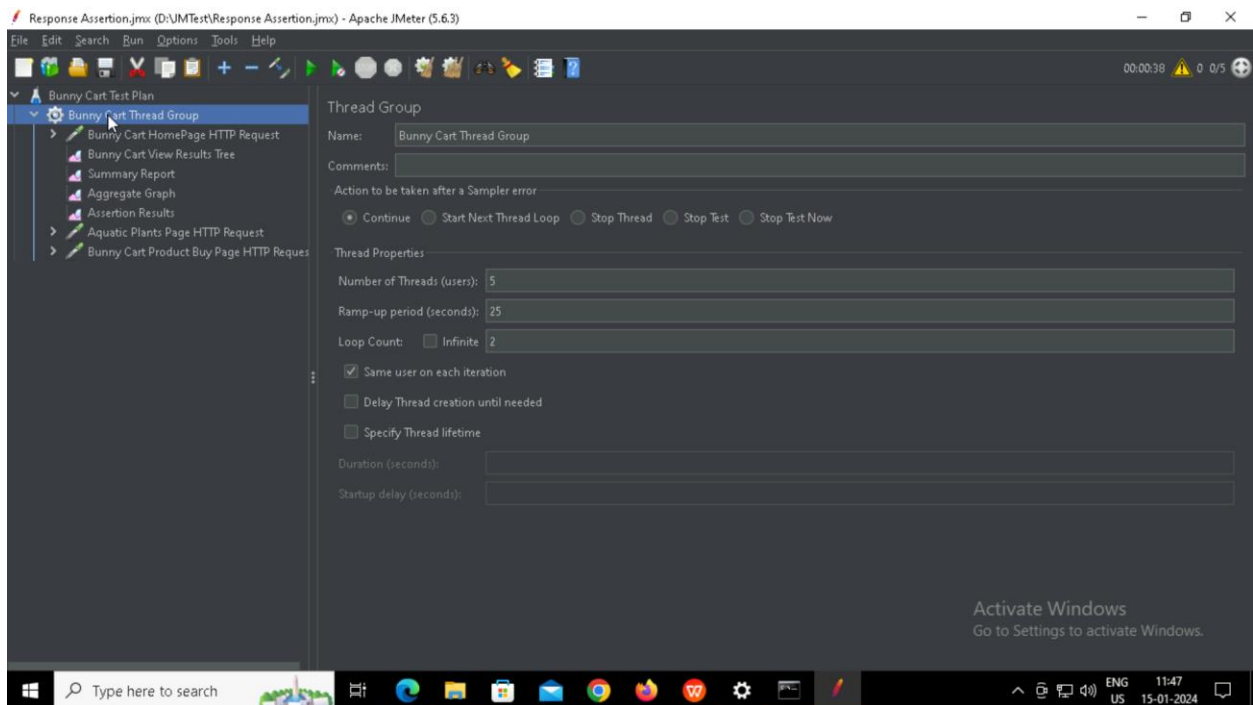 Response Assertion.jmx (D:\JMTest\Response Assertion.jmx) - Apache JMeter (5.6.3)
File Edit Search Run Options Tools Help
00:00:38 0 0/5
Bunny Cart Test Plan
Bunny Cart Thread Group
Bunny Cart HomePage HTTP Request
Bunny Cart View Results Tree
Summary Report
Aggregate Graph
Assertion Results
Aquatic Plants Page HTTP Request
Bunny Cart Product Buy Page HTTP Reques
Thread Group
Name: Bunny Cart Thread Group
Comments:
Action to be taken after a Sampler error
Continue Start Next Thread Loop Stop Thread Stop Test Stop Test Now
Thread Properties
Number of Threads (users): 5
Ramp-up period (seconds): 25
Loop Count: Infinite 2
Same user on each iteration
Delay Thread creation until needed
Specify Thread lifetime
Duration (seconds):
Startup delay (seconds):
Activate Windows
Go to Settings to activate Windows.
Type here to search
ENG 11:47
US 15-01-2024